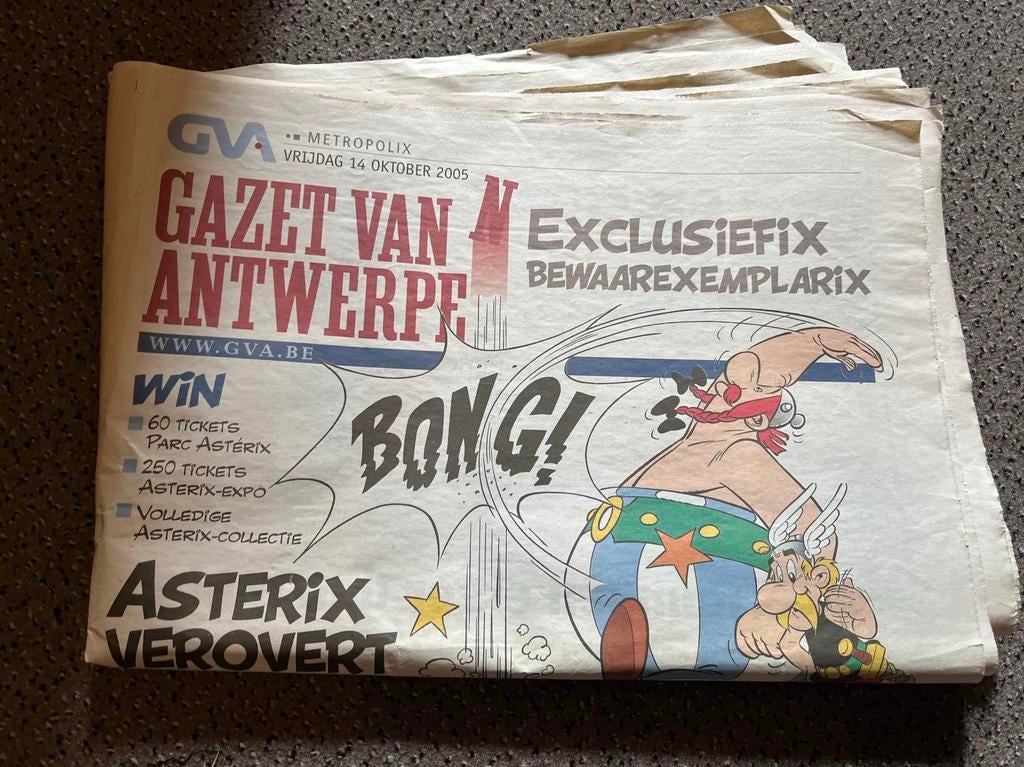 GVA METROPOLIX
VRIJDAG 14 OKTOBER 2005
GAZET VAN
ANTWERPEN
WWW.GVA.BE
EXCLUSIEFIX
BEWAAREXEMPLARIX
WIN
60 TICKETS
PARC ASTÉRIX
250 TICKETS
ASTERIX-EXPO
VOLLEDIGE
ASTERIX-COLLECTIE
BONG!
ASTERIX
VEROVERT